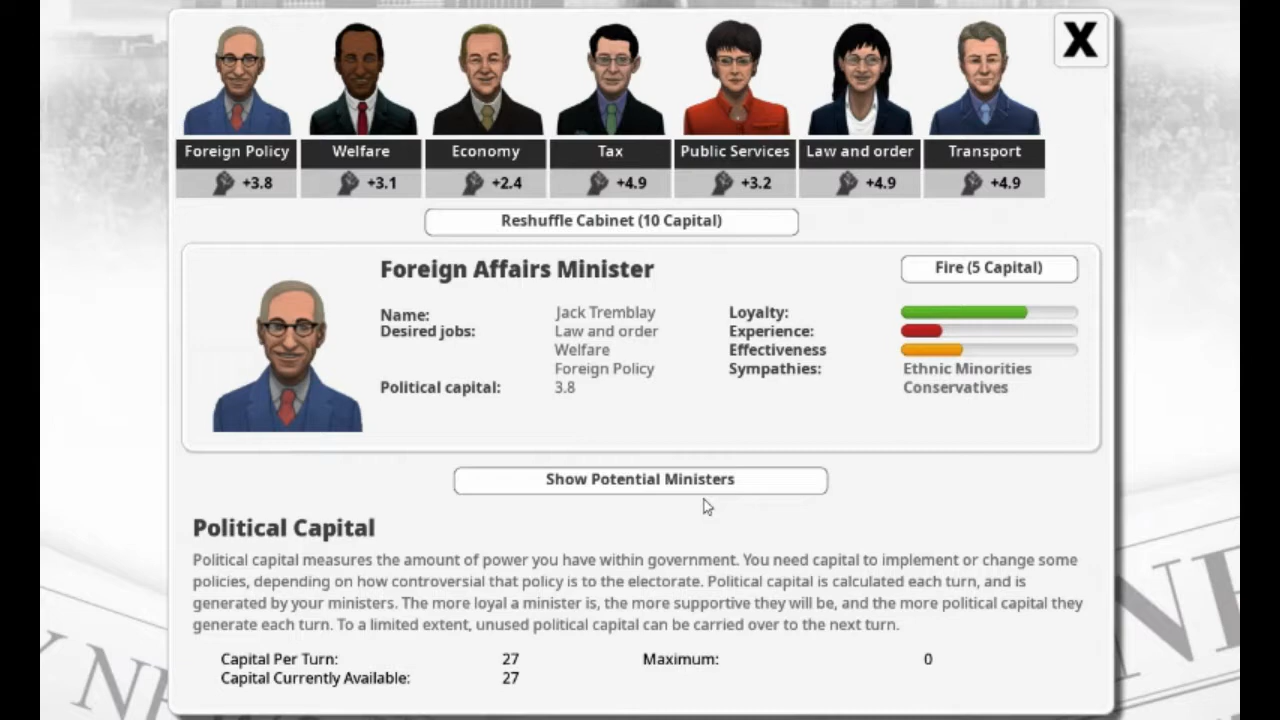 X
Foreign Policy Welfare Economy Tax Public Services Law and order Transport
+3.8 +3.1 +2.4 +4.9 +3.2 +4.9 +4.9
Reshuffle Cabinet (10 Capital)
Foreign Affairs Minister
Fire (5 Capital)
Name: Jack Tremblay
Desired jobs: Law and order
Welfare
Foreign Policy
Political capital: 3.8
Loyalty:
Experience:
Effectiveness
Sympathies: Ethnic Minorities
Conservatives
Show Potential Ministers
Political Capital
Political capital measures the amount of power you have within government. You need capital to implement or change some
policies, depending on how controversial that policy is to the electorate. Political capital is calculated each turn, and is
generated by your ministers. The more loyal a minister is, the more supportive they will be, and the more political capital they
generate each turn. To a limited extent, unused political capital can be carried over to the next turn.
Capital Per Turn: 27 Maximum: 0
Capital Currently Available: 27